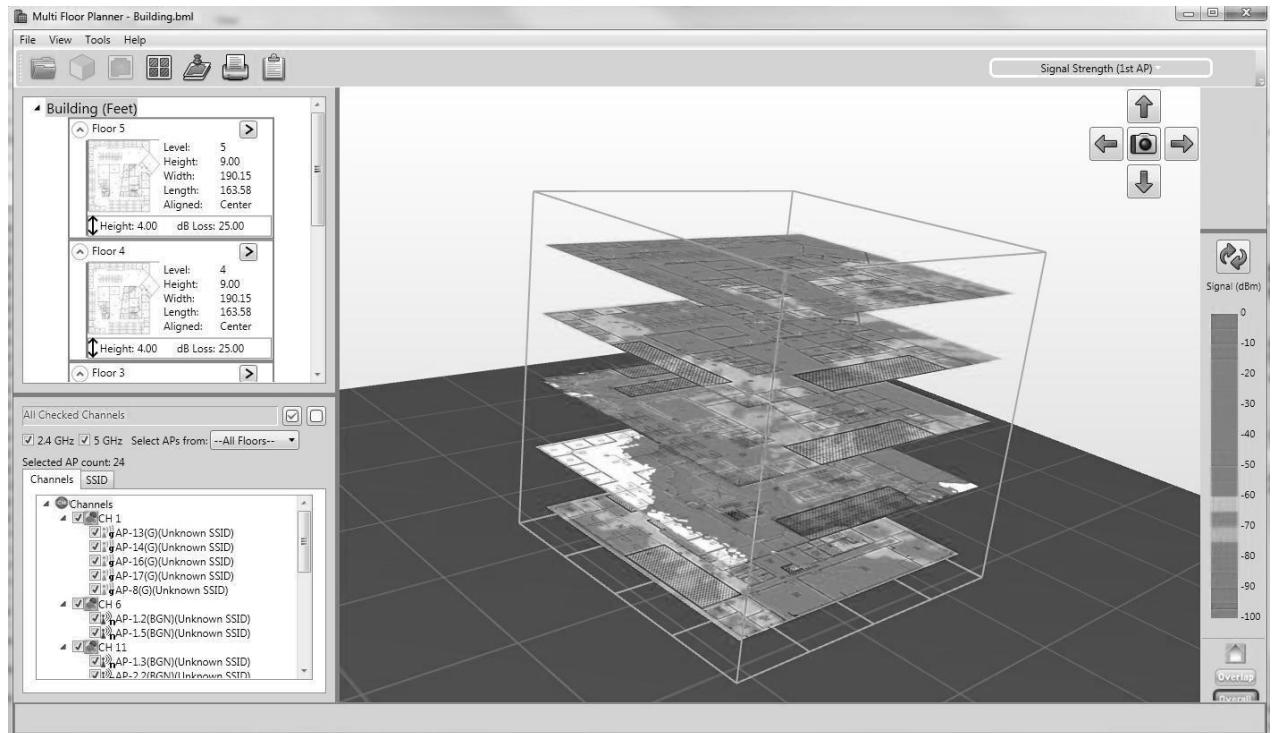 Multi Floor Planner - Building.bml
File View Tools Help
Signal Strength (1st AP)
Building (Feet)
Floor 5
Level: 5
Height: 9.00
Width: 190.15
Length: 163.58
Aligned: Center
Height: 4.00 dB Loss: 25.00
Floor 4
Level: 4
Height: 9.00
Width: 190.15
Length: 163.58
Aligned: Center
Height: 4.00 dB Loss: 25.00
Floor 3
All Checked Channels
2.4 GHz 5 GHz Select APs from: --All Floors--
Selected AP count: 24
Channels SSID
Channels
CH 1
AP-13(G)(Unknown SSID)
AP-14(G)(Unknown SSID)
AP-16(G)(Unknown SSID)
AP-17(G)(Unknown SSID)
AP-8(G)(Unknown SSID)
CH 6
AP-1.2(BGN)(Unknown SSID)
AP-1.5(BGN)(Unknown SSID)
CH 11
AP-1.3(BGN)(Unknown SSID)
AP-2.2(BGN)(Unknown SSID)
Signal (dBm)
0
-10
-20
-30
-40
-50
-60
-70
-80
-90
-100
Overlap
Overall